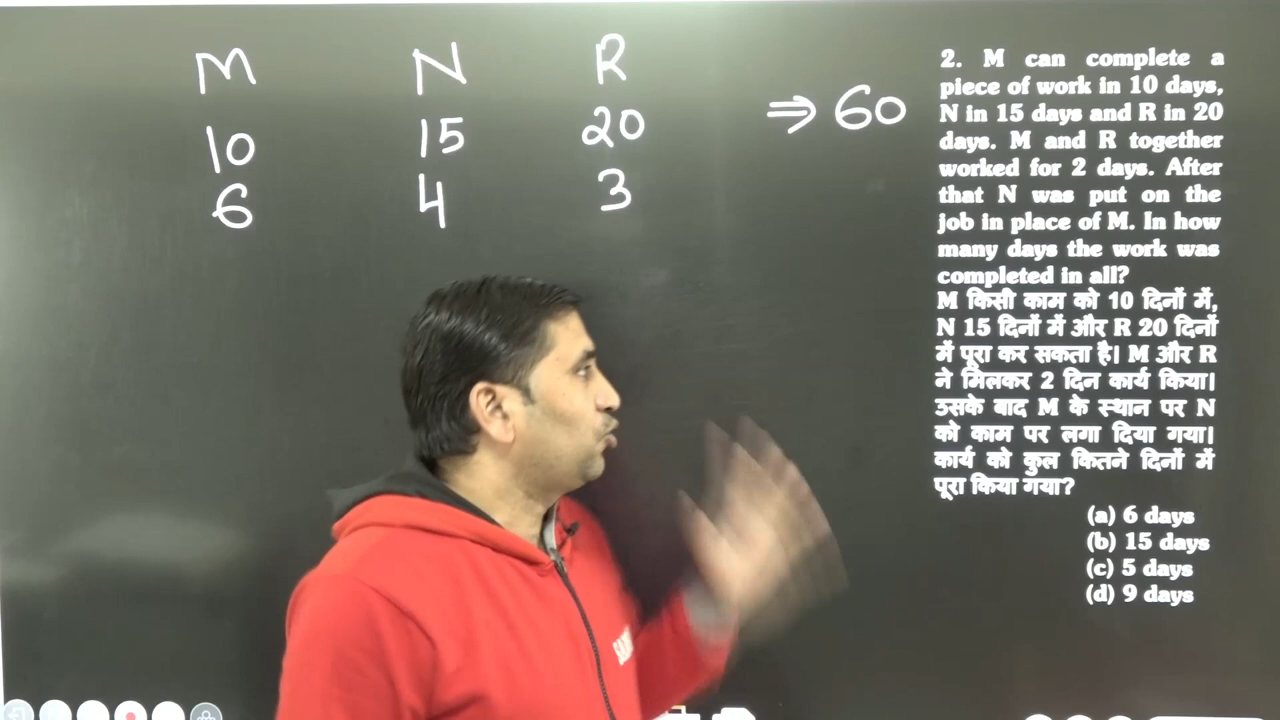 M N R
10 15 20 ⇒ 60
6 4 3
2. M can complete a
piece of work in 10 days,
N in 15 days and R in 20
days. M and R together
worked for 2 days. After
that N was put on the
job in place of M. In how
many days the work was
completed in all?
M किसी काम को 10 दिनों में,
N 15 दिनों में और R 20 दिनों
में पूरा कर सकता है। M और R
ने मिलकर 2 दिन कार्य किया।
उसके बाद M के स्थान पर N
को काम पर लगा दिया गया।
कार्य को कुल कितने दिनों में
पूरा किया गया?
(a) 6 days
(b) 15 days
(c) 5 days
(d) 9 days